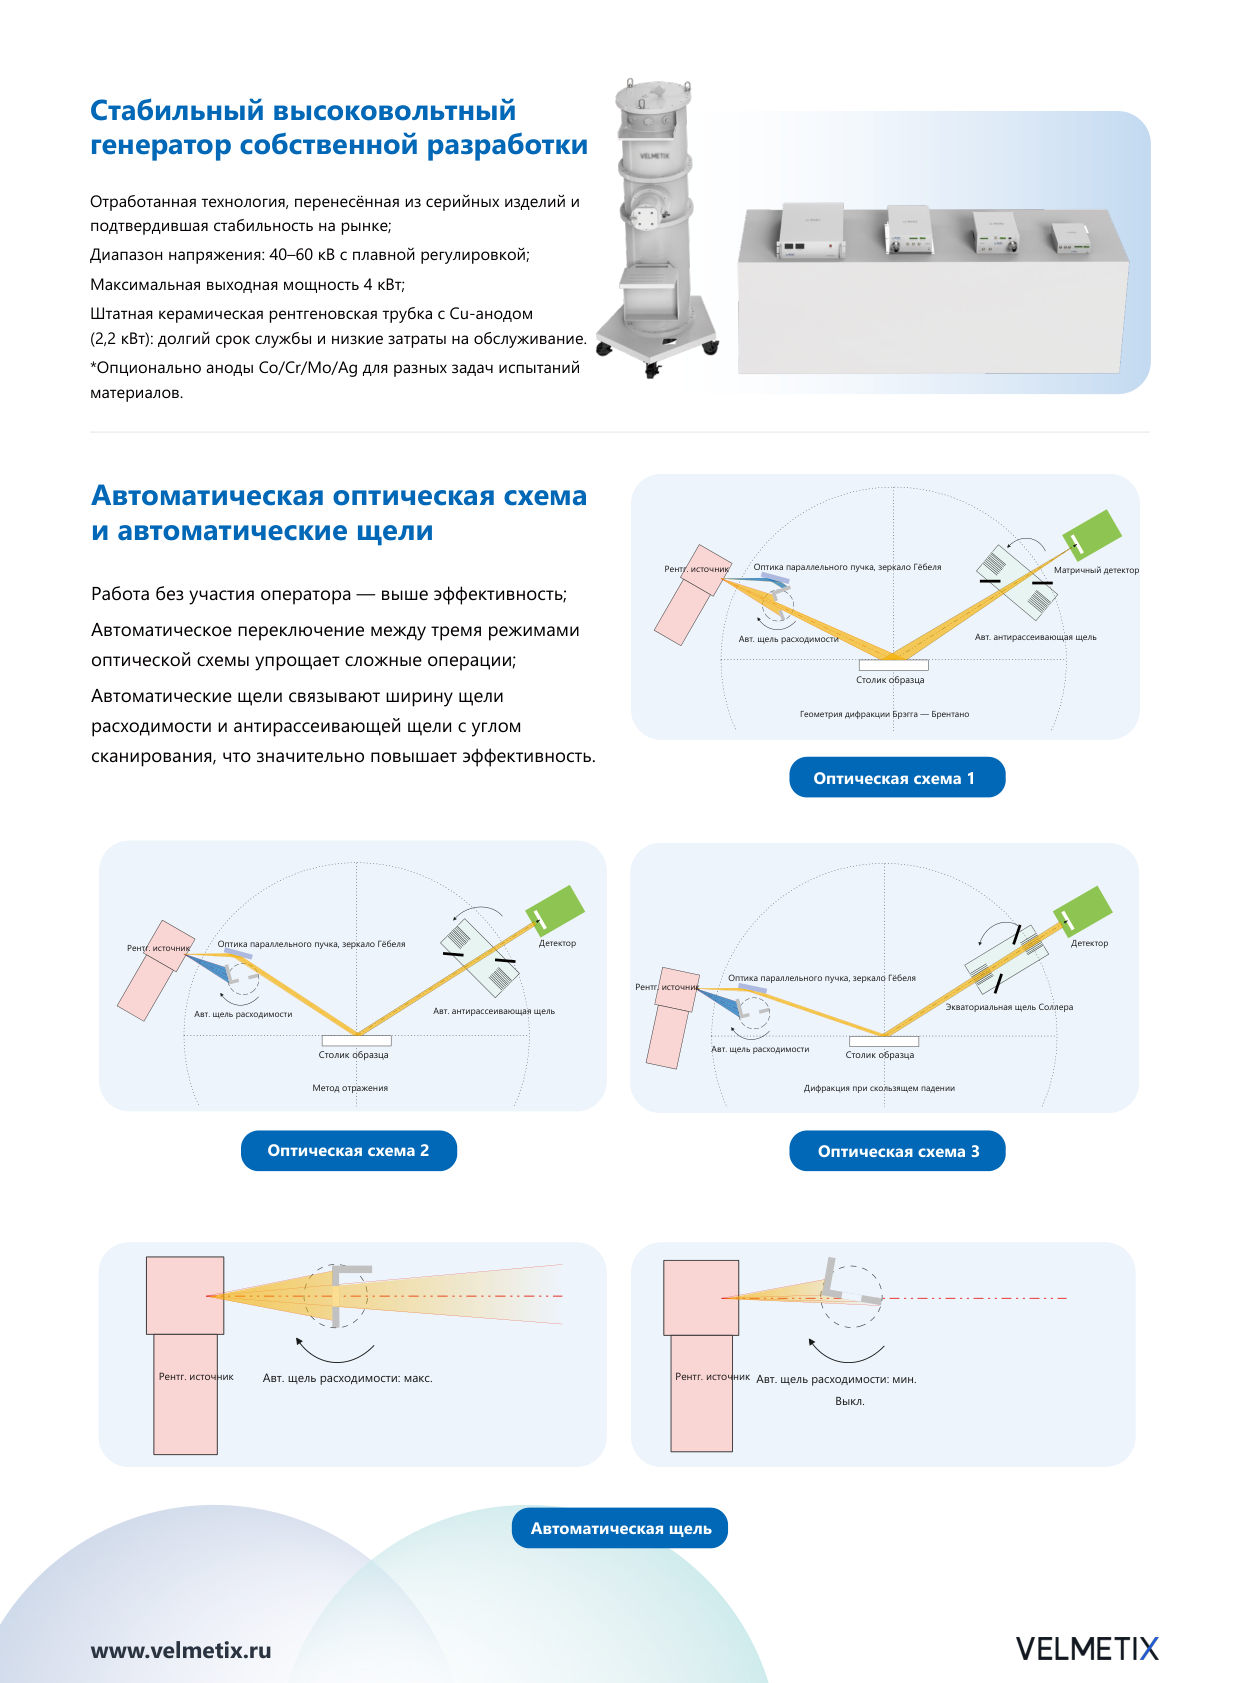 Стабильный высоковольтный
генератор собственной разработки
VELMETIX
Отработанная технология, перенесённая из серийных изделий и
подтвердившая стабильность на рынке;
Диапазон напряжения: 40–60 кВ с плавной регулировкой;
Максимальная выходная мощность 4 кВт;
Штатная керамическая рентгеновская трубка с Cu-анодом
(2,2 кВт): долгий срок службы и низкие затраты на обслуживание.
*Опционально аноды Co/Cr/Mo/Ag для разных задач испытаний
материалов.
Автоматическая оптическая схема
и автоматические щели
Работа без участия оператора — выше эффективность;
Автоматическое переключение между тремя режимами
оптической схемы упрощает сложные операции;
Автоматические щели связывают ширину щели
расходимости и антирассеивающей щели с углом
сканирования, что значительно повышает эффективность.
Рентг. источник
Оптика параллельного пучка, зеркало Гёбеля
Матричный детектор
Авт. щель расходимости
Авт. антирассеивающая щель
Столик образца
Геометрия дифракции Брэгга — Брентано
Оптическая схема 1
Рентг. источник
Оптика параллельного пучка, зеркало Гёбеля
Детектор
Авт. щель расходимости
Авт. антирассеивающая щель
Столик образца
Метод отражения
Оптическая схема 2
Рентг. источник
Оптика параллельного пучка, зеркало Гёбеля
Детектор
Экваториальная щель Соллера
Авт. щель расходимости
Столик образца
Дифракция при скользящем падении
Оптическая схема 3
Рентг. источник
Авт. щель расходимости: макс.
Рентг. источник
Авт. щель расходимости: мин.
Выкл.
Автоматическая щель
www.velmetix.ru
VELMETIX